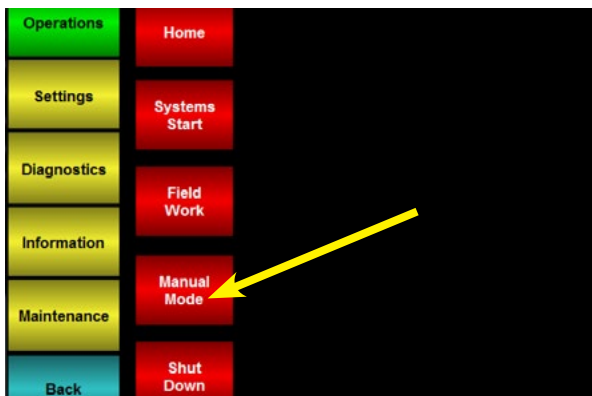 Operations
Settings
Diagnostics
Information
Maintenance
Back
Home
Systems
Start
Field
Work
Manual
Mode
Shut
Down